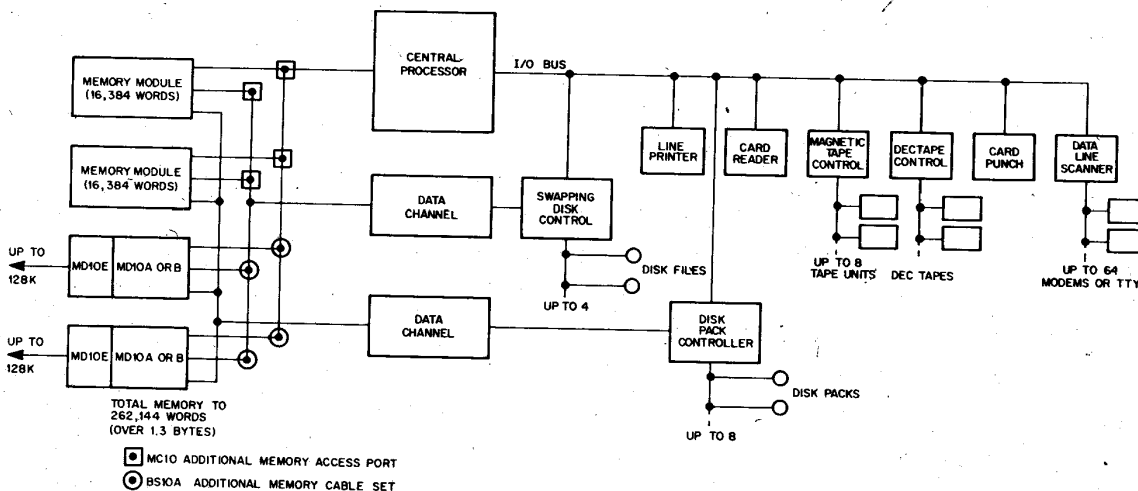 CENTRAL
PROCESSOR
I/O BUS
MEMORY MODULE
(16,384 WORDS)
MEMORY MODULE
(16,384 WORDS)
LINE
PRINTER
CARD
READER
MAGNETIC
TAPE
CONTROL
DECTAPE
CONTROL
CARD
PUNCH
DATA
LINE
SCANNER
DATA
CHANNEL
SWAPPING
DISK
CONTROL
UP TO
128K
MD10E
MD10A OR B
DISK FILES
UP TO 4
UP TO 8
TAPE UNITS
DEC TAPES
UP TO 64
MODEMS OR TTY
UP TO
128K
MD10E
MD10A OR B
DATA
CHANNEL
DISK
PACK
CONTROLLER
DISK PACKS
UP TO 8
TOTAL MEMORY TO
262,144 WORDS
(OVER 1.3 BYTES)
MC10 ADDITIONAL MEMORY ACCESS PORT
BS10A ADDITIONAL MEMORY CABLE SET